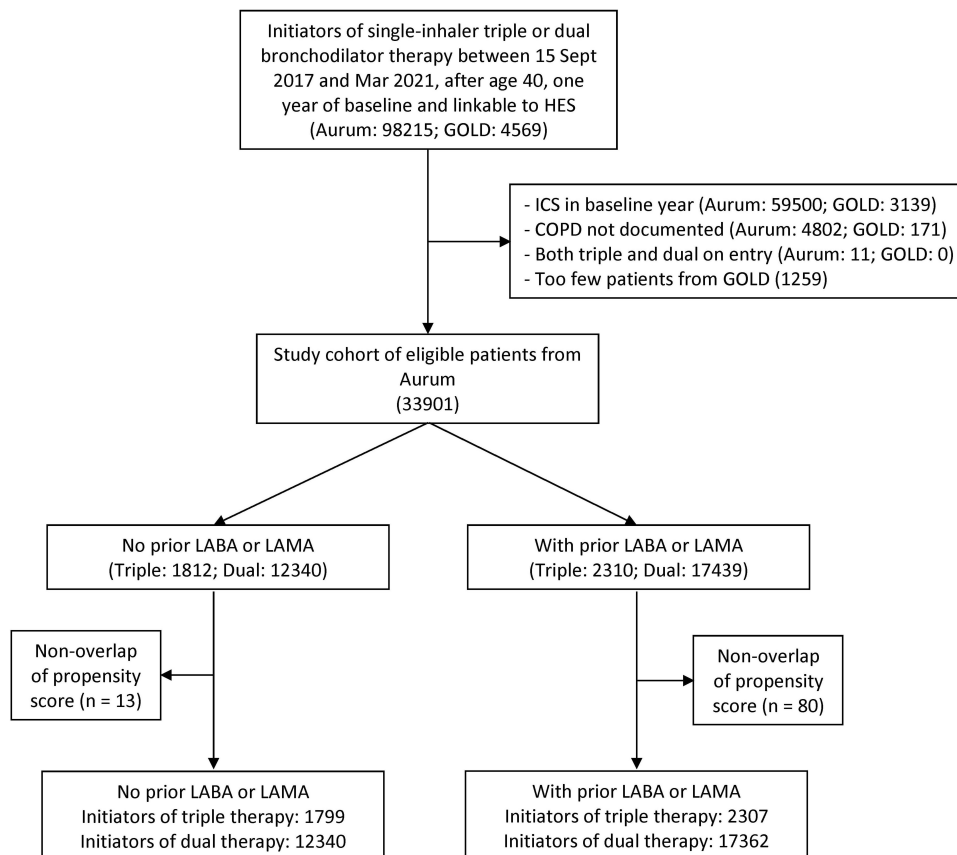 Initiators of single-inhaler triple or dual
bronchodilator therapy between 15 Sept
2017 and Mar 2021, after age 40, one
year of baseline and linkable to HES
(Aurum: 98215; GOLD: 4569)
- ICS in baseline year (Aurum: 59500; GOLD: 3139)
- COPD not documented (Aurum: 4802; GOLD: 171)
- Both triple and dual on entry (Aurum: 11; GOLD: 0)
- Too few patients from GOLD (1259)
Study cohort of eligible patients from
Aurum
(33901)
No prior LABA or LAMA
(Triple: 1812; Dual: 12340)
With prior LABA or LAMA
(Triple: 2310; Dual: 17439)
Non-overlap
of propensity
score (n = 13)
Non-overlap
of propensity
score (n = 80)
No prior LABA or LAMA
Initiators of triple therapy: 1799
Initiators of dual therapy: 12340
With prior LABA or LAMA
Initiators of triple therapy: 2307
Initiators of dual therapy: 17362